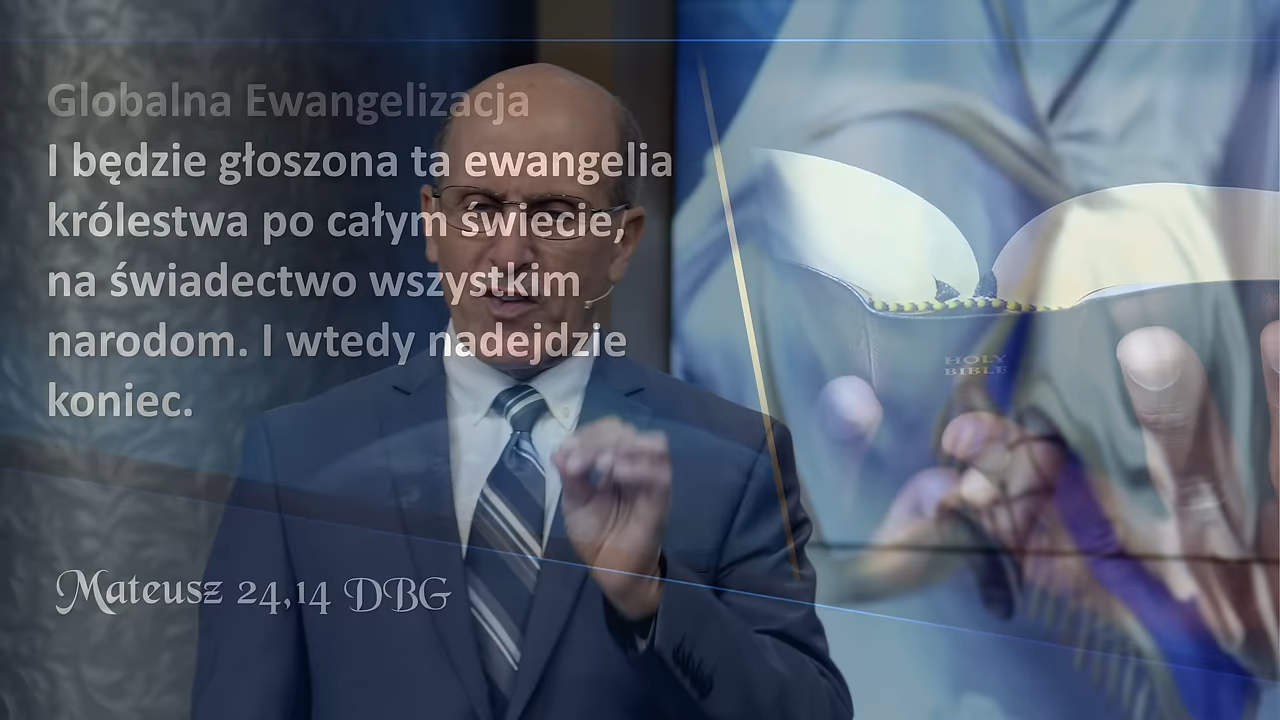 Globalna Ewangelizacja
I będzie głoszona ta ewangelia
królestwa po całym świecie,
na świadectwo wszystkim
narodom. I wtedy nadejdzie
koniec.
Mateusz 24,14 DBG
HOLY
BIBLE